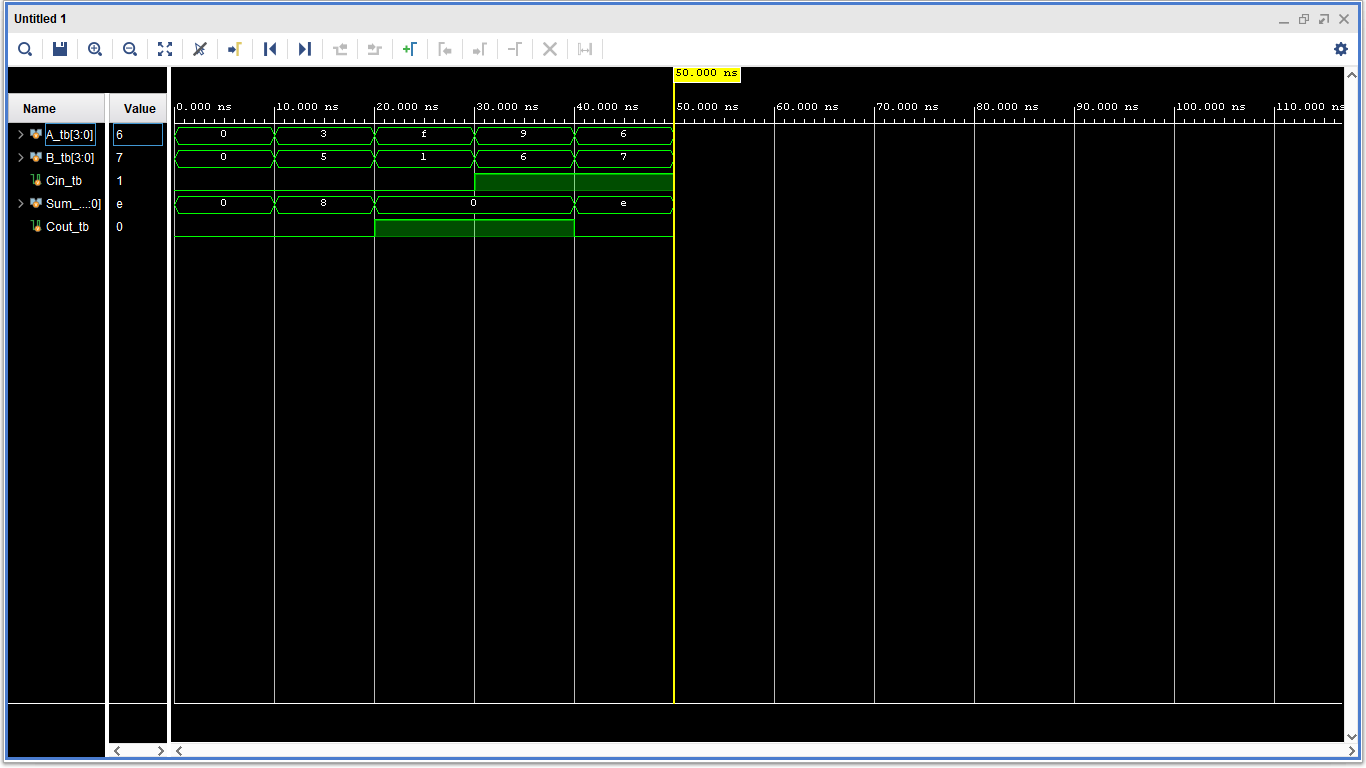 Untitled 1
50.000 ns
Name Value
0.000 ns 10.000 ns 20.000 ns 30.000 ns 40.000 ns 50.000 ns 60.000 ns 70.000 ns 80.000 ns 90.000 ns 100.000 ns 110.000 ns
A_tb[3:0] 6 0 3 f 9 6
B_tb[3:0] 7 0 5 1 6 7
Cin_tb 1
Sum_...:0] e 0 8 0 e
Cout_tb 0